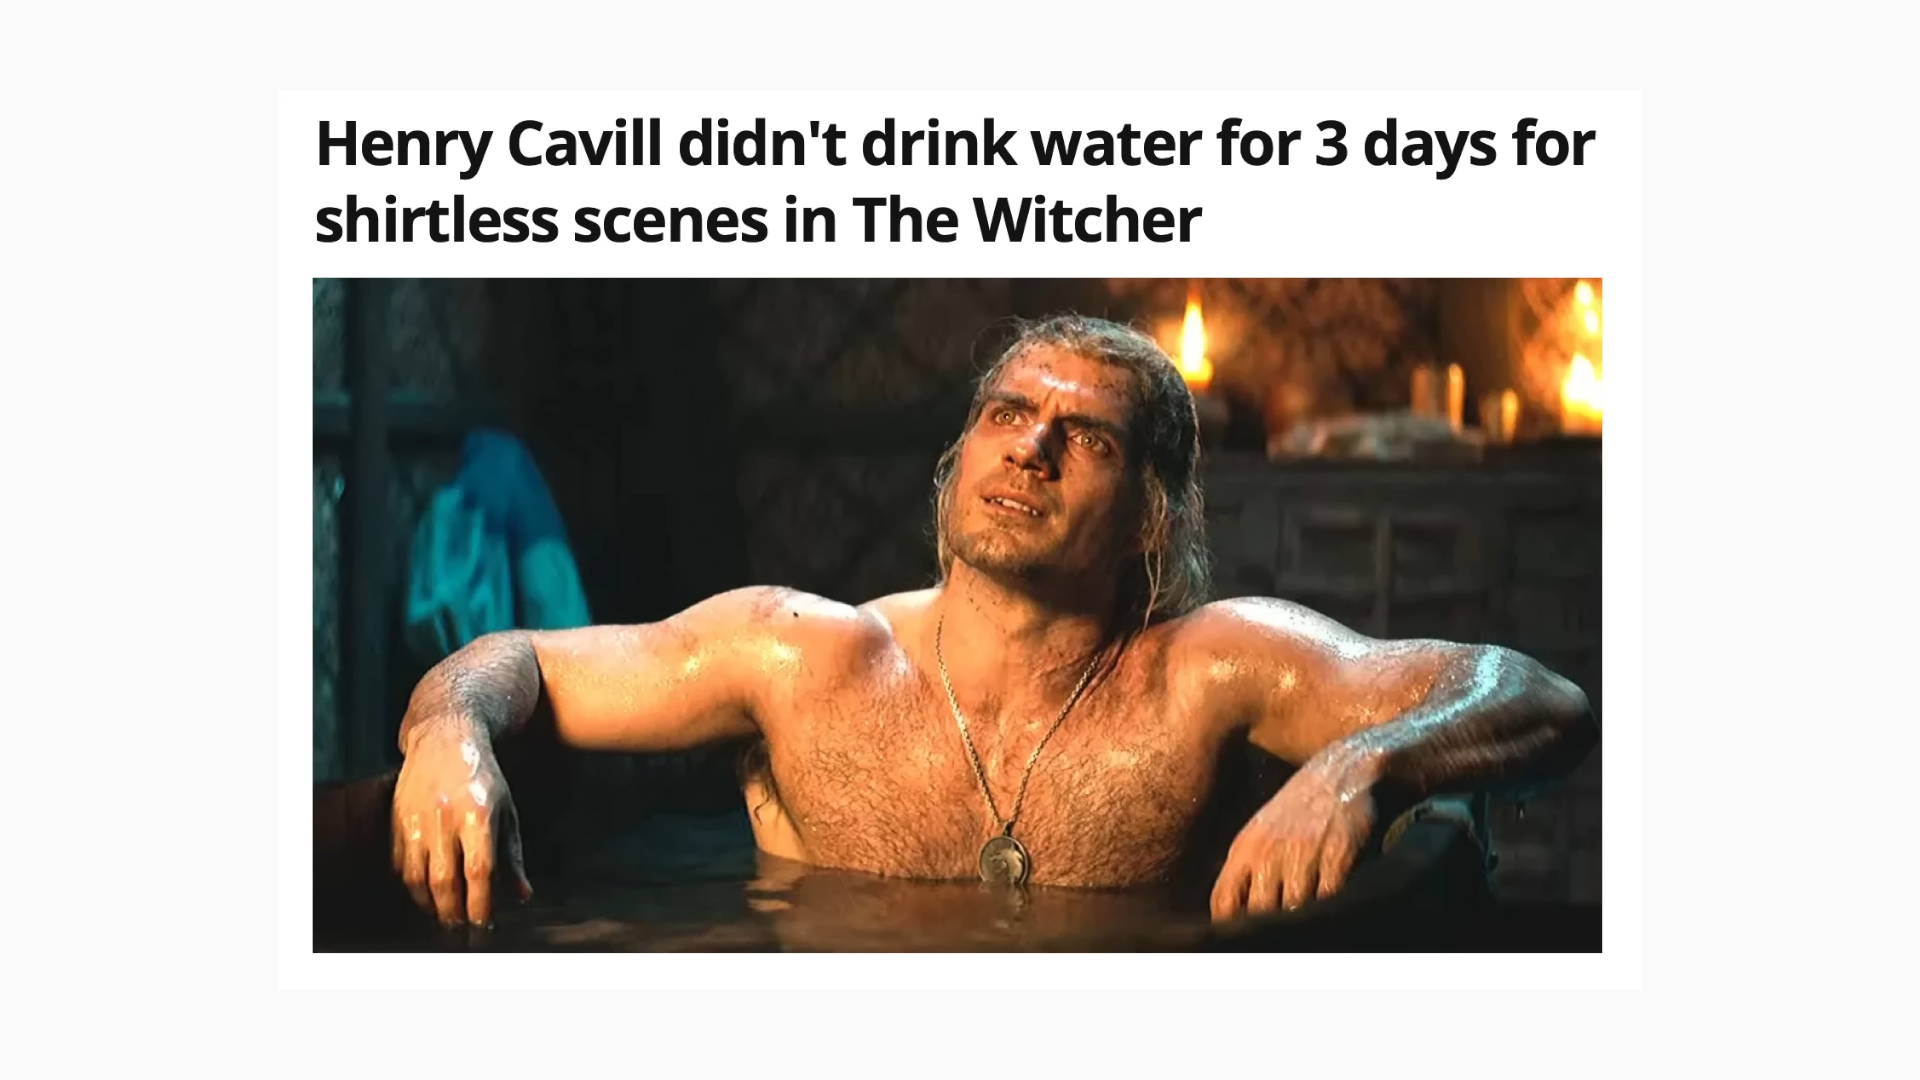 Henry Cavill didn't drink water for 3 days for
shirtless scenes in The Witcher